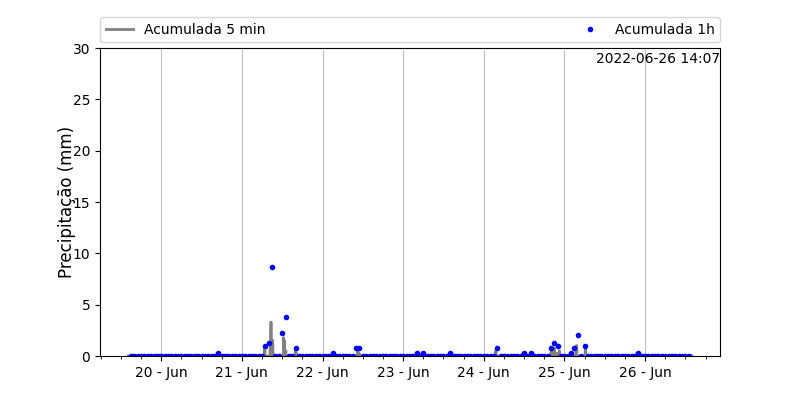 Acumulada 5 min
Acumulada 1h
2022-06-26 14:07
Precipitação (mm)
30
25
20
15
10
5
0
20 - Jun
21 - Jun
22 - Jun
23 - Jun
24 - Jun
25 - Jun
26 - Jun